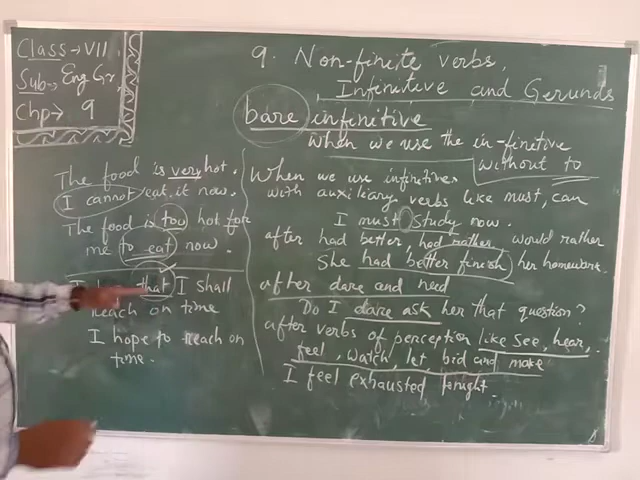 Class → VII
Sub → Eng Gr,
Chp → 9
9. Non-finite verbs,
Infinitive and Gerunds
bare infinitive
when we use the in-finitive
without to
The food is very hot.
I cannot eat it now.
The food is too hot for
me to eat now.
that I shall
reach on time
I hope to reach on
time.
When we use infinitives
with auxiliary verbs like must, can
I must study now.
after had better, had rather, would rather
She had better finish her homework.
after dare and need
Do I dare ask her that question?
after verbs of perception like see, hear,
feel, watch, let, bid and make
I feel exhausted tonight.